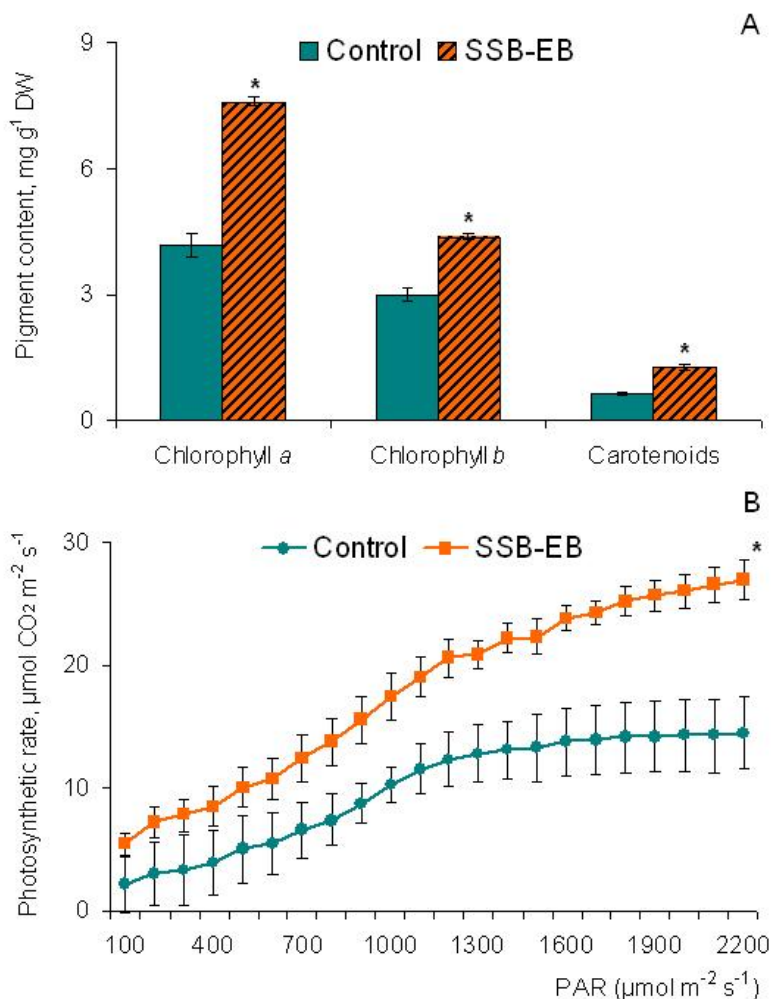 A
9
Control SSB-EB
*
6
*
3
*
0
Pigment content, mg g¹ DW
Chlorophyll a Chlorophyll b Carotenoids
B
30
Control SSB-EB
*
20
10
0
Photosynthetic rate, µmol CO₂ m⁻² s⁻¹
100 400 700 1000 1300 1600 1900 2200
PAR (µmol m⁻² s⁻¹)